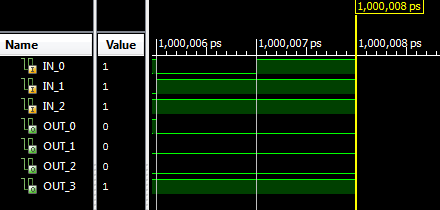 1,000,008 ps
1,000,006 ps 1,000,007 ps 1,000,008 ps
Name Value
IN_0 1
IN_1 1
IN_2 1
OUT_0 0
OUT_1 0
OUT_2 0
OUT_3 1